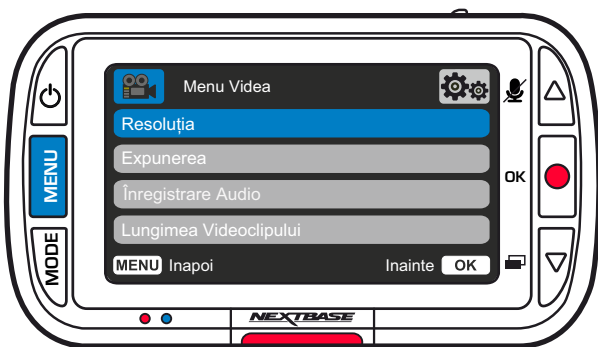 Menu Videa
Resoluția
Expunerea
Înregistrare Audio
Lungimea Videoclipului
MENU Inapoi
Inainte OK
MENU
MODE
OK
NEXTBASE